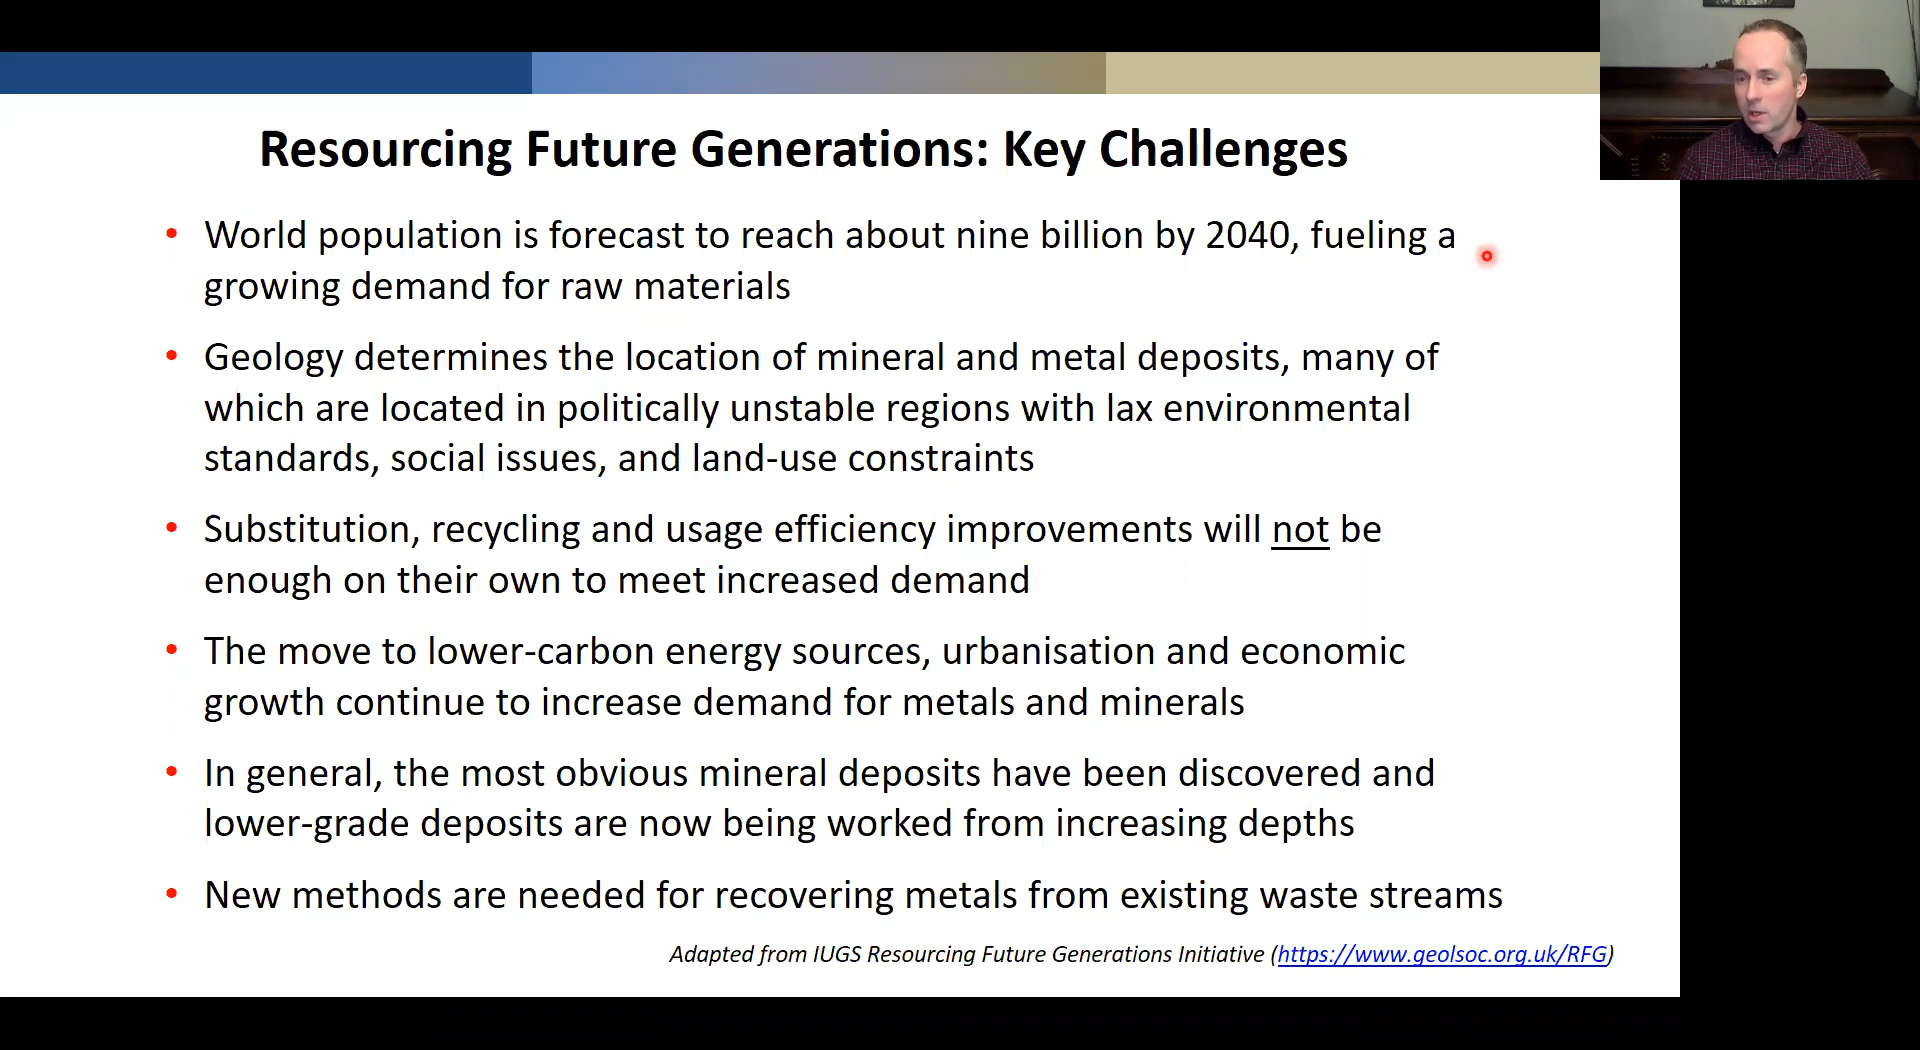 Resourcing Future Generations: Key Challenges
• World population is forecast to reach about nine billion by 2040, fueling a
growing demand for raw materials
• Geology determines the location of mineral and metal deposits, many of
which are located in politically unstable regions with lax environmental
standards, social issues, and land-use constraints
• Substitution, recycling and usage efficiency improvements will not be
enough on their own to meet increased demand
• The move to lower-carbon energy sources, urbanisation and economic
growth continue to increase demand for metals and minerals
• In general, the most obvious mineral deposits have been discovered and
lower-grade deposits are now being worked from increasing depths
• New methods are needed for recovering metals from existing waste streams
Adapted from IUGS Resourcing Future Generations Initiative (https://www.geolsoc.org.uk/RFG)